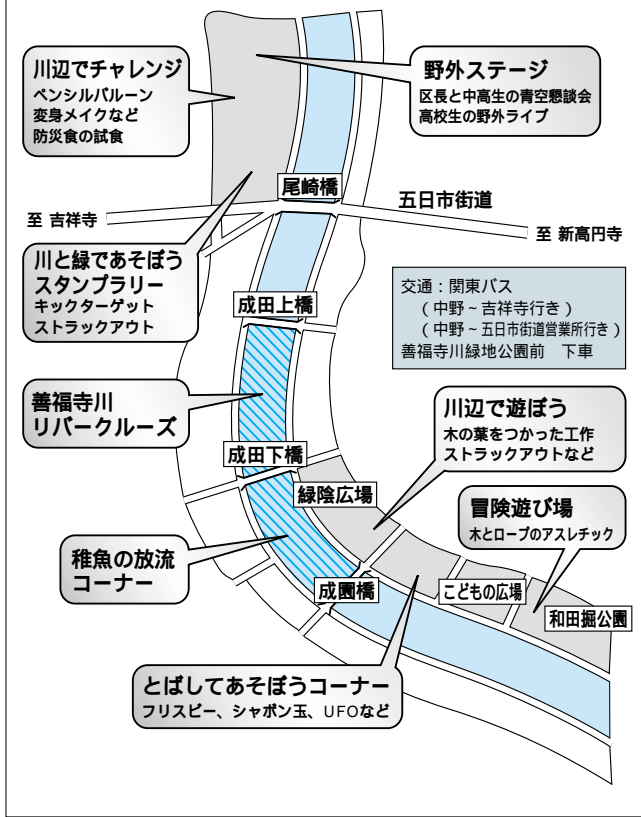 川辺でチャレンジ
ペンシルバルーン
変身メイクなど
防災食の試食
野外ステージ
区長と中高生の青空懇談会
高校生の野外ライブ
尾崎橋
五日市街道
至 吉祥寺
至 新高円寺
川と緑であそぼう
スタンプラリー
キックターゲット
ストラックアウト
交通：関東バス
（中野～吉祥寺行き）
（中野～五日市街道営業所行き）
善福寺川緑地公園前　下車
成田上橋
善福寺川
リバークルーズ
川辺で遊ぼう
木の葉をつかった工作
ストラックアウトなど
成田下橋
緑陰広場
冒険遊び場
木とロープのアスレチック
稚魚の放流
コーナー
成園橋
こどもの広場
和田掘公園
とばしてあそぼうコーナー
フリスビー、シャボン玉、UFOなど